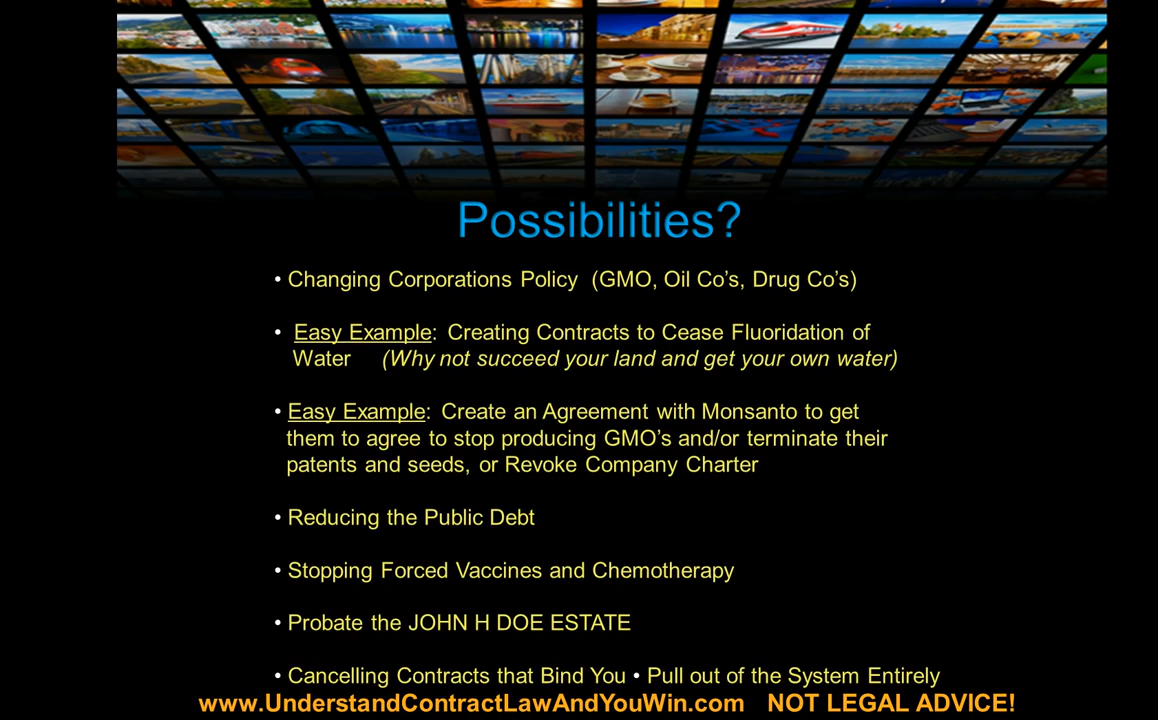 Possibilities?
• Changing Corporations Policy (GMO, Oil Co’s, Drug Co’s)
• Easy Example: Creating Contracts to Cease Fluoridation of
Water (Why not succeed your land and get your own water)
• Easy Example: Create an Agreement with Monsanto to get
them to agree to stop producing GMO’s and/or terminate their
patents and seeds, or Revoke Company Charter
• Reducing the Public Debt
• Stopping Forced Vaccines and Chemotherapy
• Probate the JOHN H DOE ESTATE
• Cancelling Contracts that Bind You • Pull out of the System Entirely
www.UnderstandContractLawAndYouWin.com NOT LEGAL ADVICE!